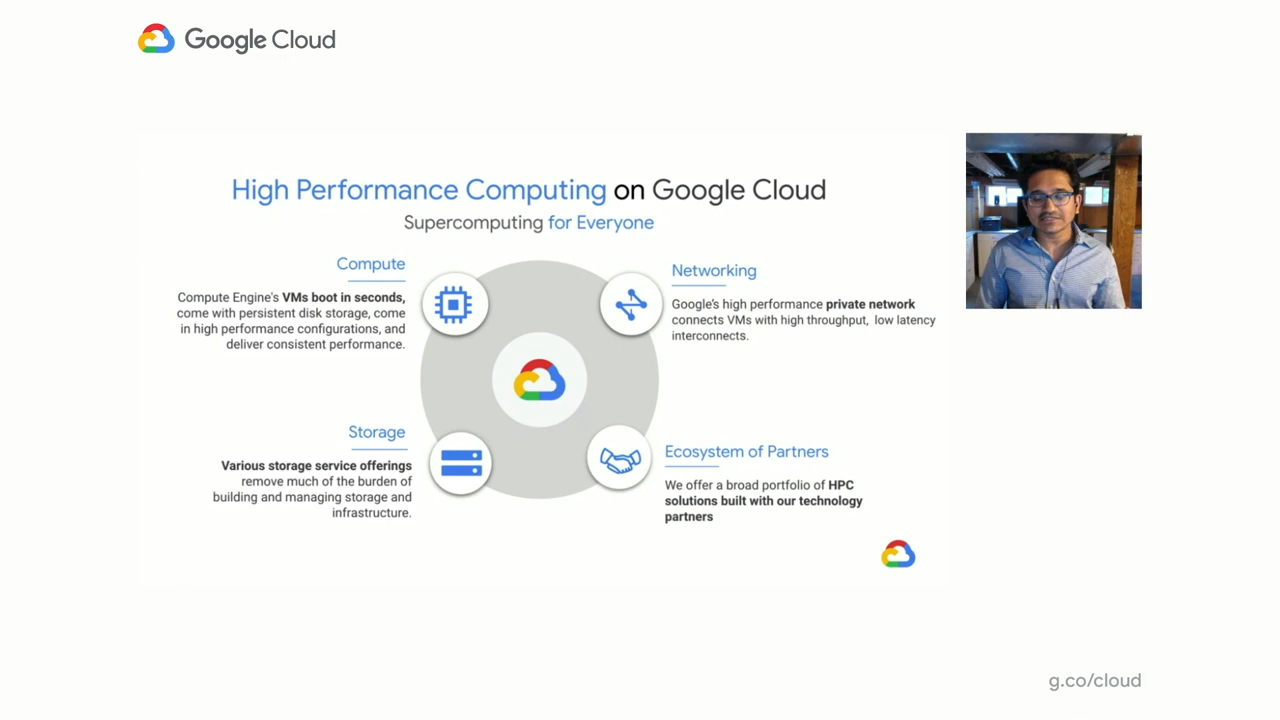 Google Cloud
High Performance Computing on Google Cloud
Supercomputing for Everyone
Compute
Compute Engine's VMs boot in seconds,
come with persistent disk storage, come
in high performance configurations, and
deliver consistent performance.
Networking
Google's high performance private network
connects VMs with high throughput, low latency
interconnects.
Storage
Various storage service offerings
remove much of the burden of
building and managing storage and
infrastructure.
Ecosystem of Partners
We offer a broad portfolio of HPC
solutions built with our technology
partners
g.co/cloud